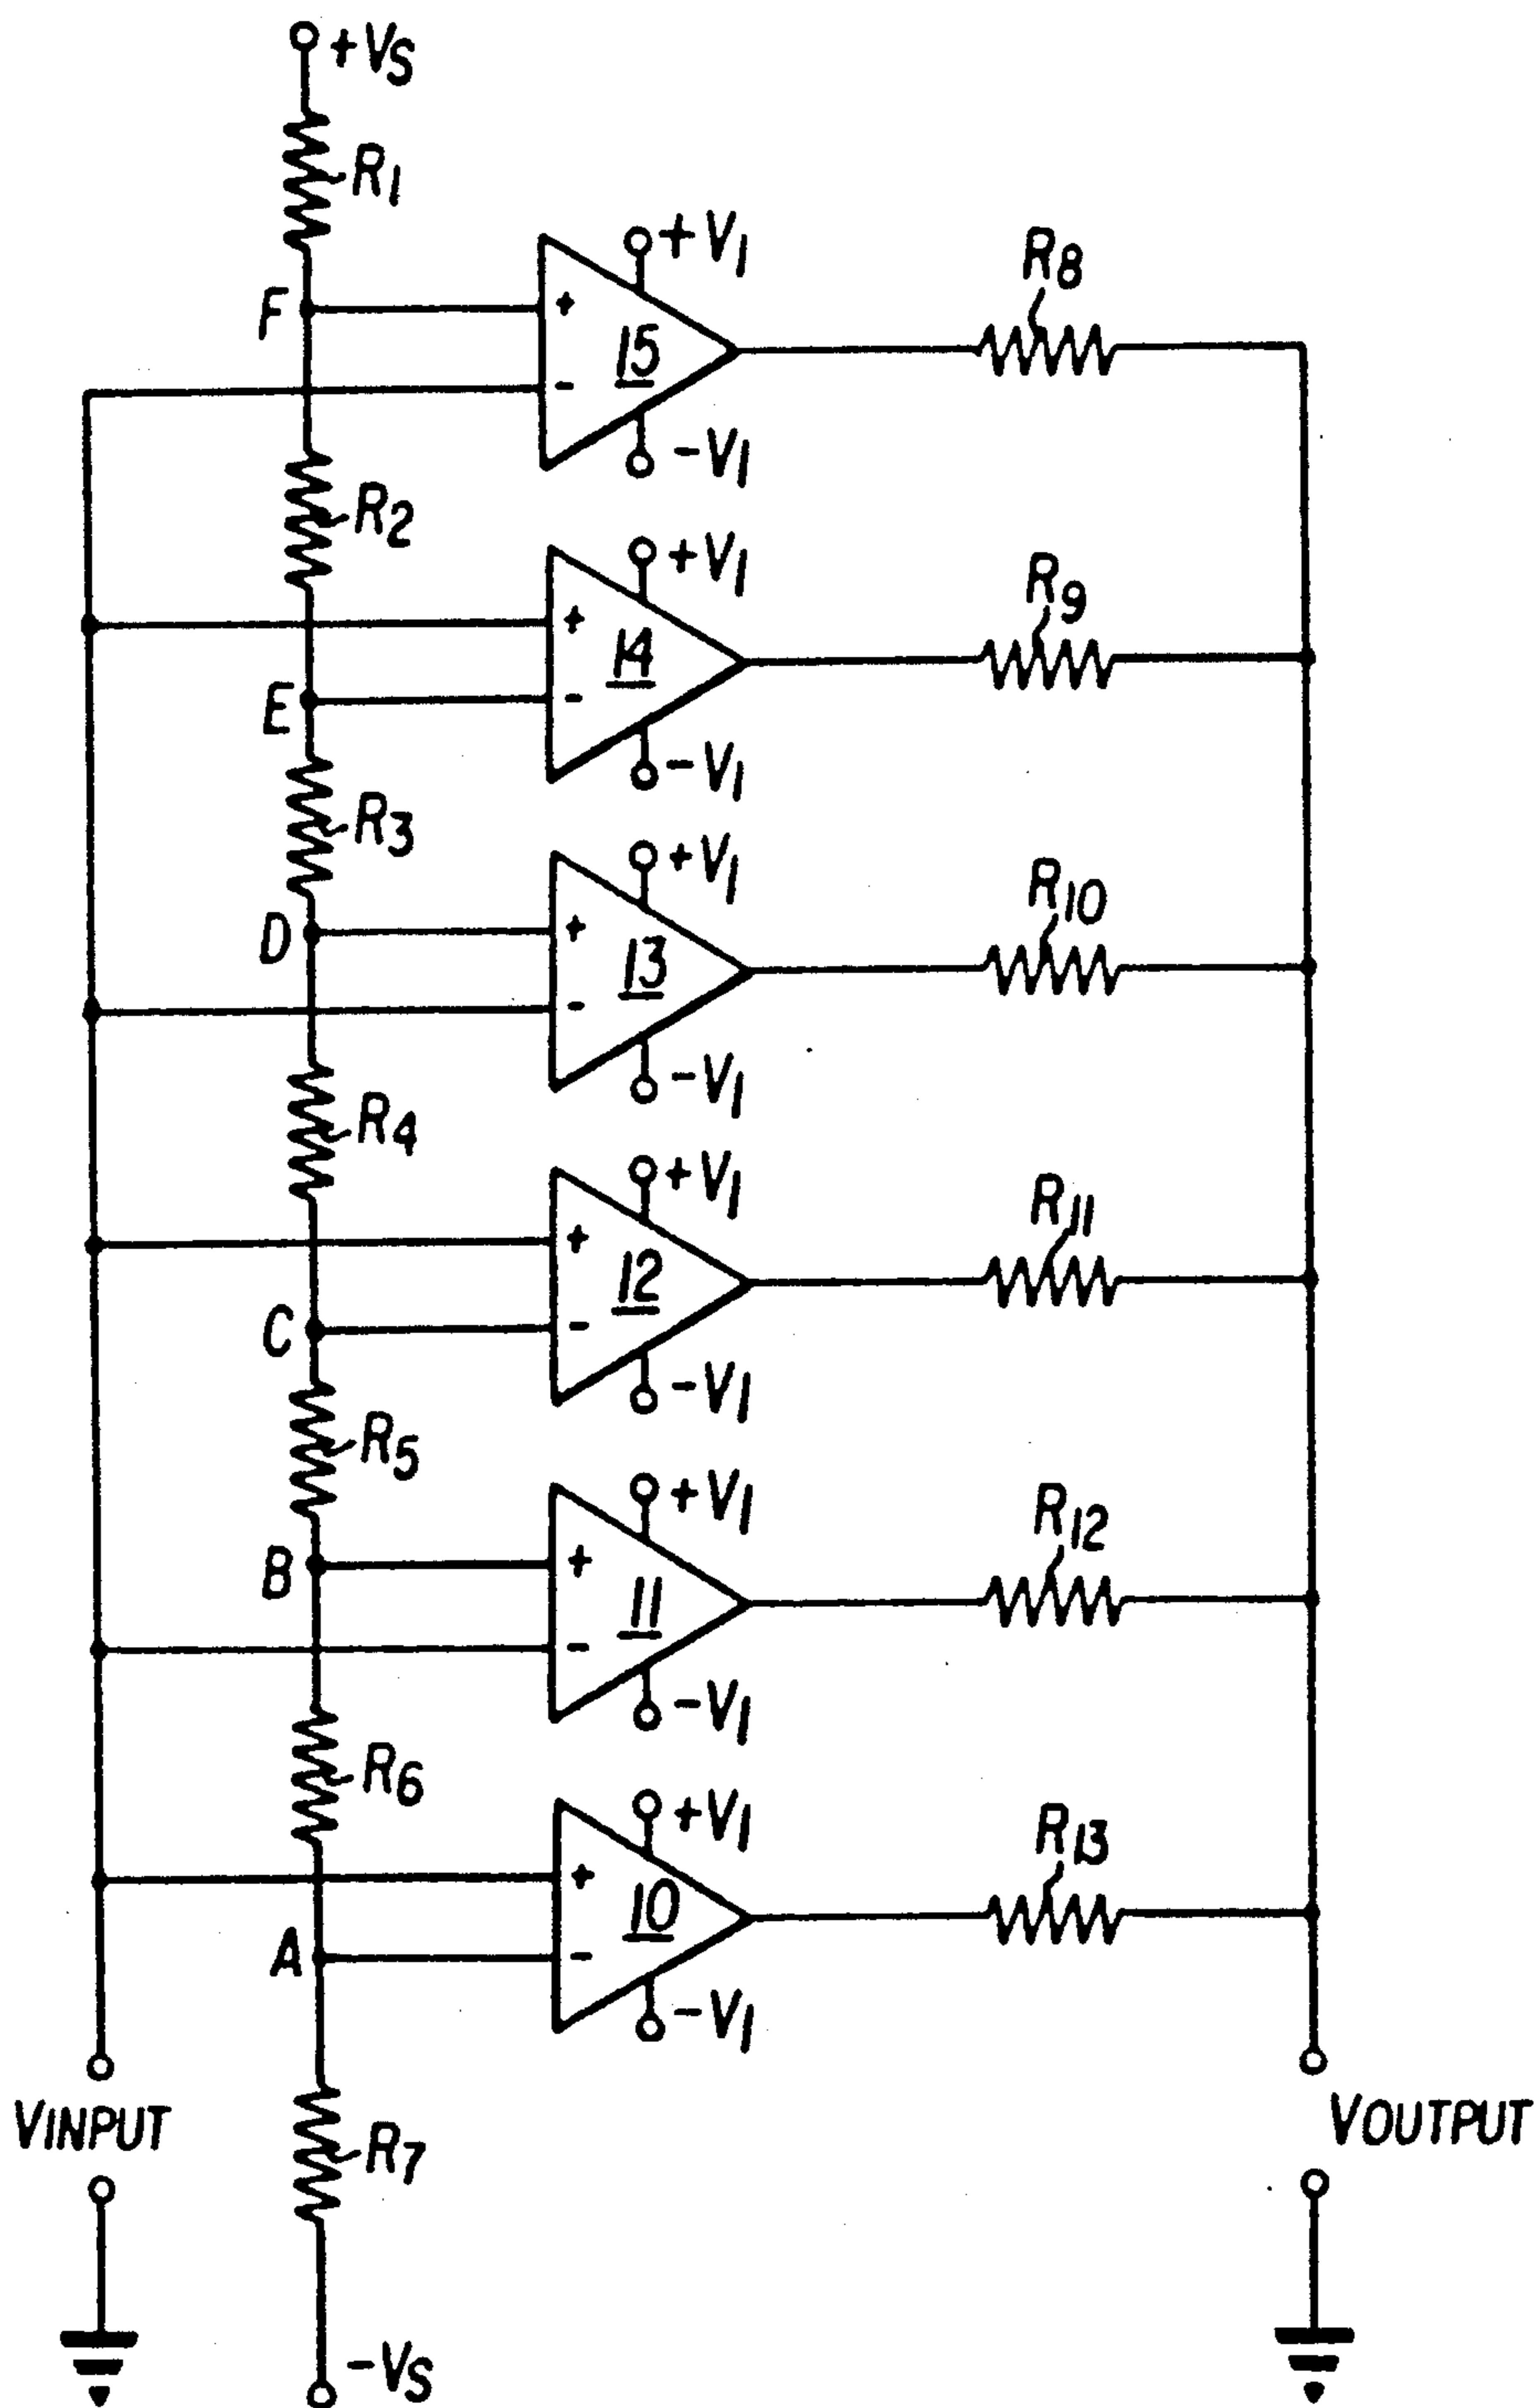 +VS
R1
+V1
R8
F
+
15
-
-V1
R2
+V1
R9
+
14
E
-
-V1
R3
+V1
R10
D
+
13
-
-V1
R4
+V1
R11
+
12
C
-
-V1
R5
+V1
R12
B
+
11
-
-V1
R6
+V1
R13
+
10
A
-
-V1
VINPUT
VOUTPUT
R7
-VS